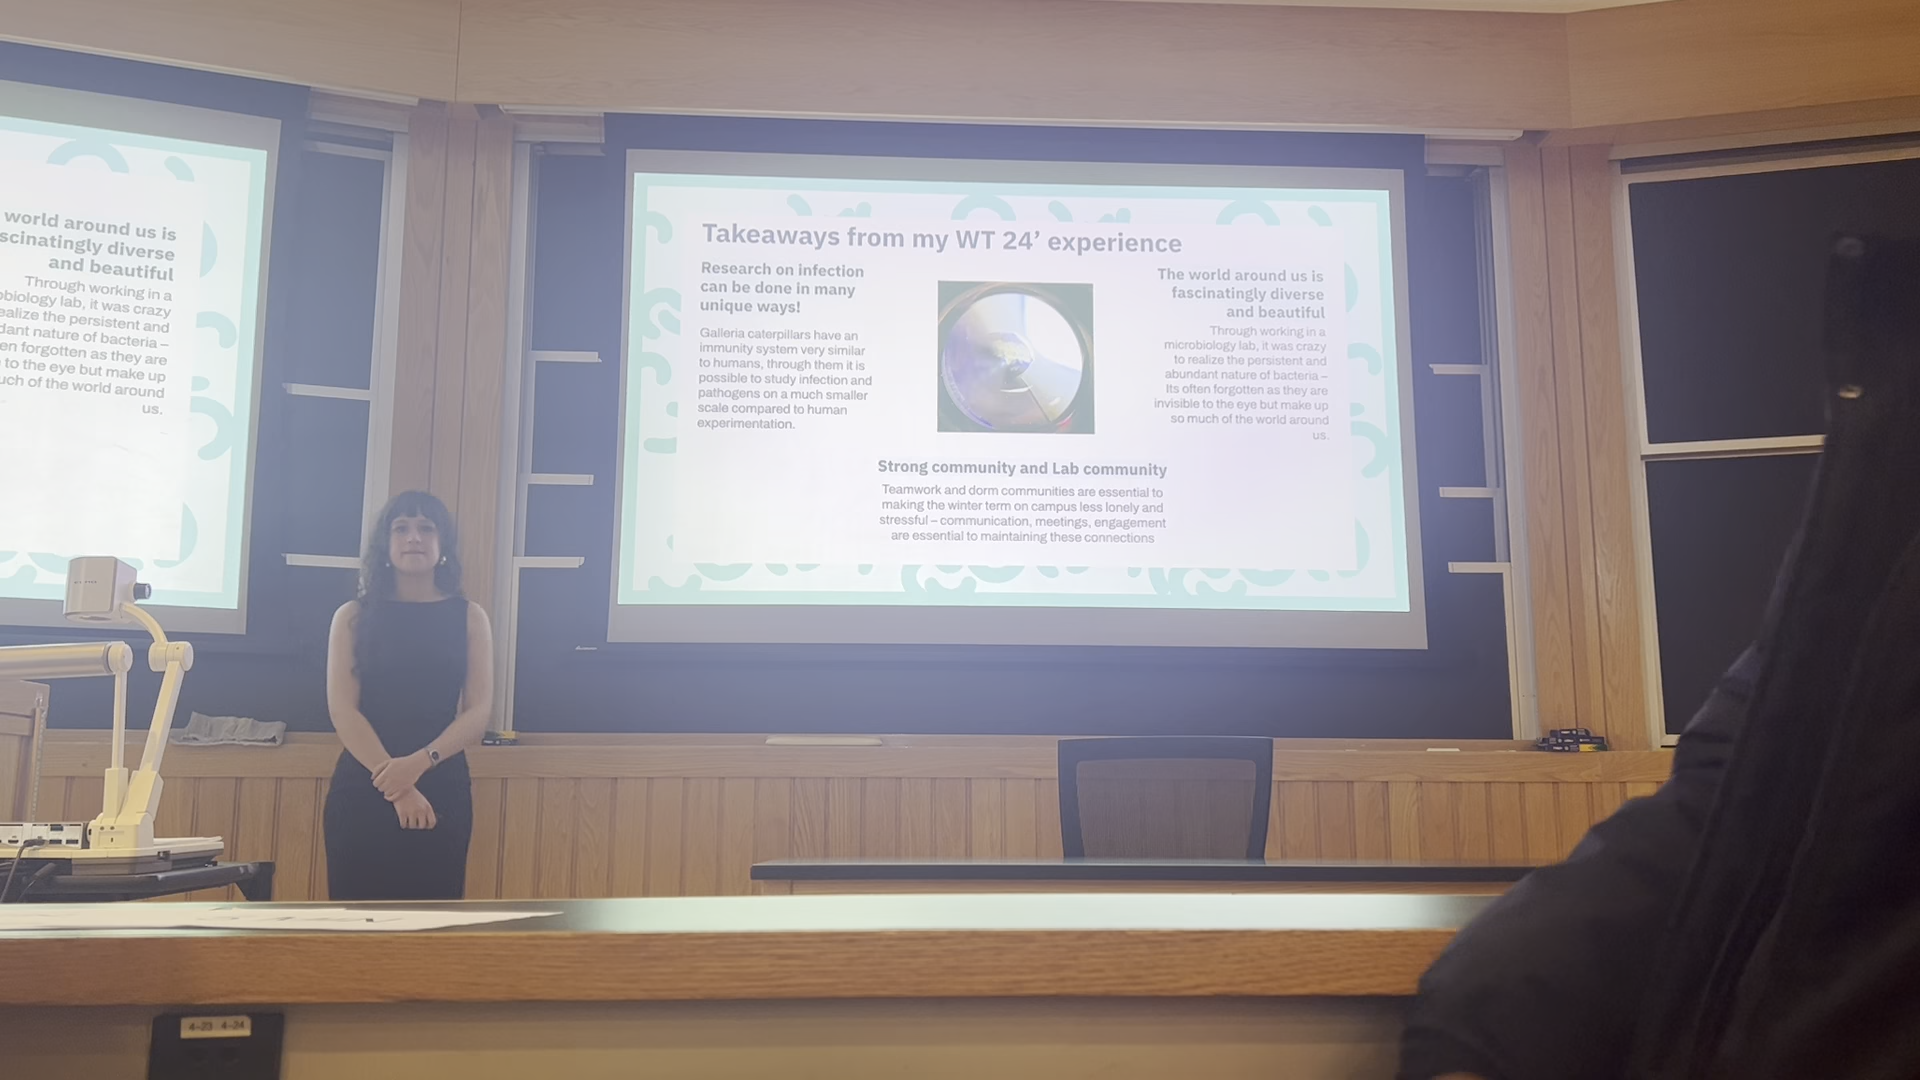 world around us is
scinatingly diverse
and beautiful
Through working in a
obiology lab, it was crazy
ealize the persistent and
dant nature of bacteria –
en forgotten as they are
to the eye but make up
uch of the world around
us.
Takeaways from my WT 24’ experience
Research on infection
can be done in many
unique ways!
Galleria caterpillars have an
immunity system very similar
to humans, through them it is
possible to study infection and
pathogens on a much smaller
scale compared to human
experimentation.
The world around us is
fascinatingly diverse
and beautiful
Through working in a
microbiology lab, it was crazy
to realize the persistent and
abundant nature of bacteria –
Its often forgotten as they are
invisible to the eye but make up
so much of the world around
us.
Strong community and Lab community
Teamwork and dorm communities are essential to
making the winter term on campus less lonely and
stressful – communication, meetings, engagement
are essential to maintaining these connections
4-23 4-24